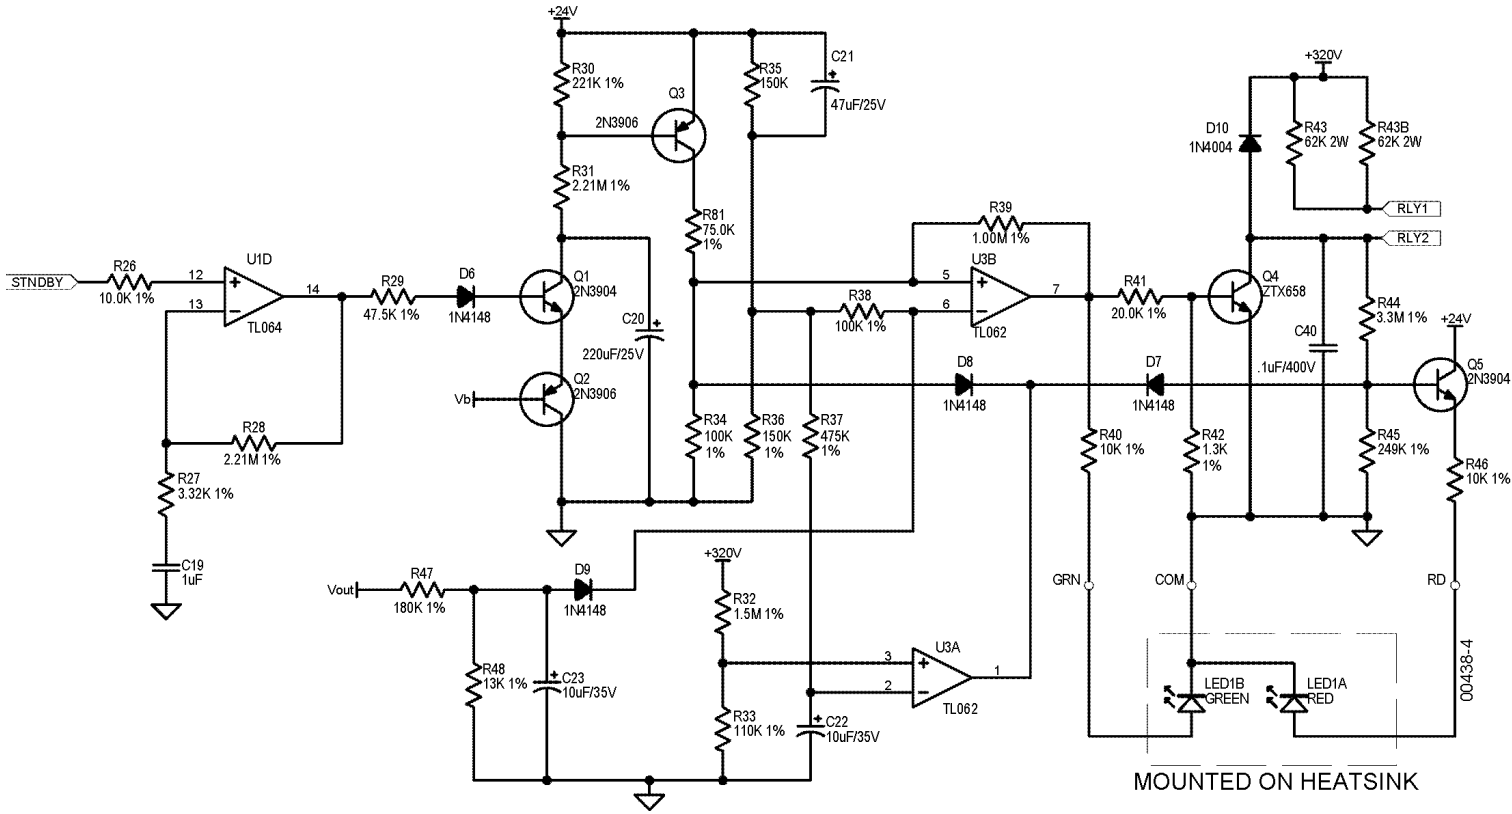 +24V
R30
221K 1%
R35
150K
C21
+
47uF/25V
Q3
2N3906
+320V
D10
1N4004
R43
62K 2W
R43B
62K 2W
R31
2.21M 1%
R81
75.0K
1%
R39
1.00M 1%
RLY1
RLY2
STNDBY
R26
10.0K 1%
12
13
+
−
U1D
14
TL064
R29
47.5K 1%
D6
1N4148
Q1
2N3904
C20
+
220uF/25V
R38
100K 1%
U3B
5
6
+
−
7
TL062
R41
20.0K 1%
Q4
ZTX658
C40
.1uF/400V
R44
3.3M 1%
+24V
Q5
2N3904
Vb
Q2
2N3906
D8
1N4148
D7
1N4148
R28
2.21M 1%
R27
3.32K 1%
C19
1uF
R34
100K
1%
R36
150K
1%
R37
475K
1%
R40
10K 1%
R42
1.3K
1%
R45
249K 1%
R46
10K 1%
Vout
R47
180K 1%
D9
1N4148
+320V
R32
1.5M 1%
GRN
COM
RD
R48
13K 1%
C23
+
10uF/35V
R33
110K 1%
C22
+
10uF/35V
3
2
+
−
U3A
1
TL062
LED1B
GREEN
LED1A
RED
00438-4
MOUNTED ON HEATSINK